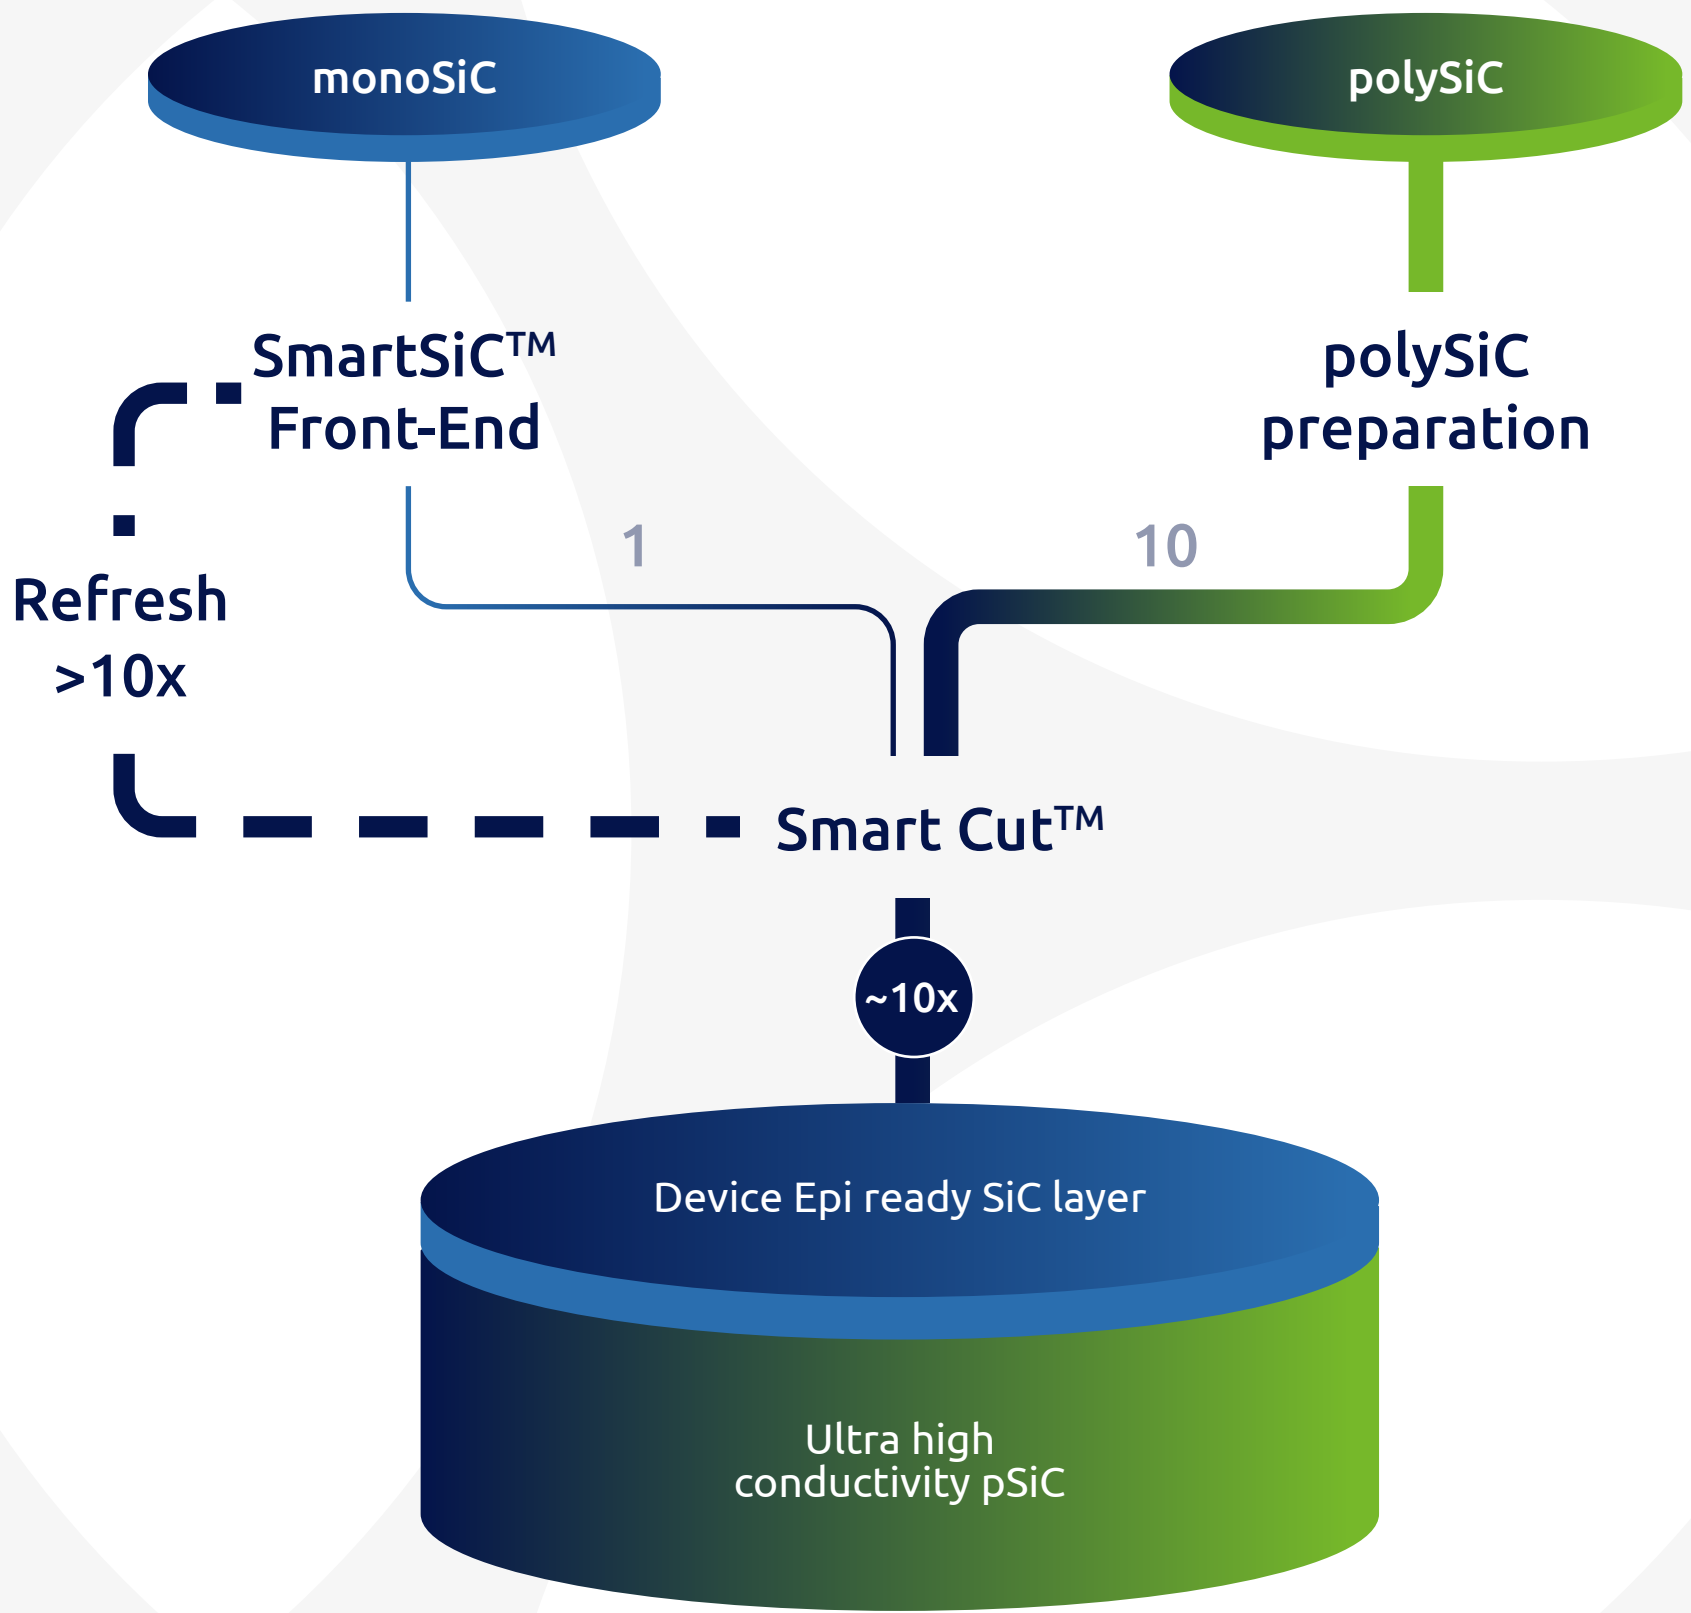 monoSiC
polySiC
SmartSiC™
Front-End
polySiC
preparation
1
10
Refresh
>10x
Smart Cut™
~10x
Device Epi ready SiC layer
Ultra high
conductivity pSiC